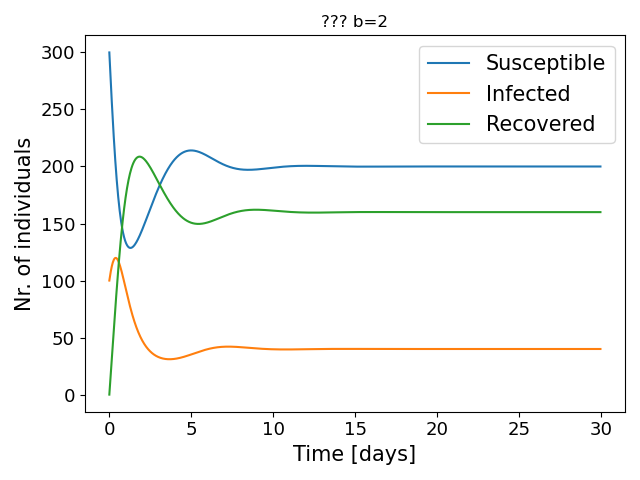 ??? b=2
Nr. of individuals
300
250
200
150
100
50
0
Susceptible
Infected
Recovered
0 5 10 15 20 25 30
Time [days]